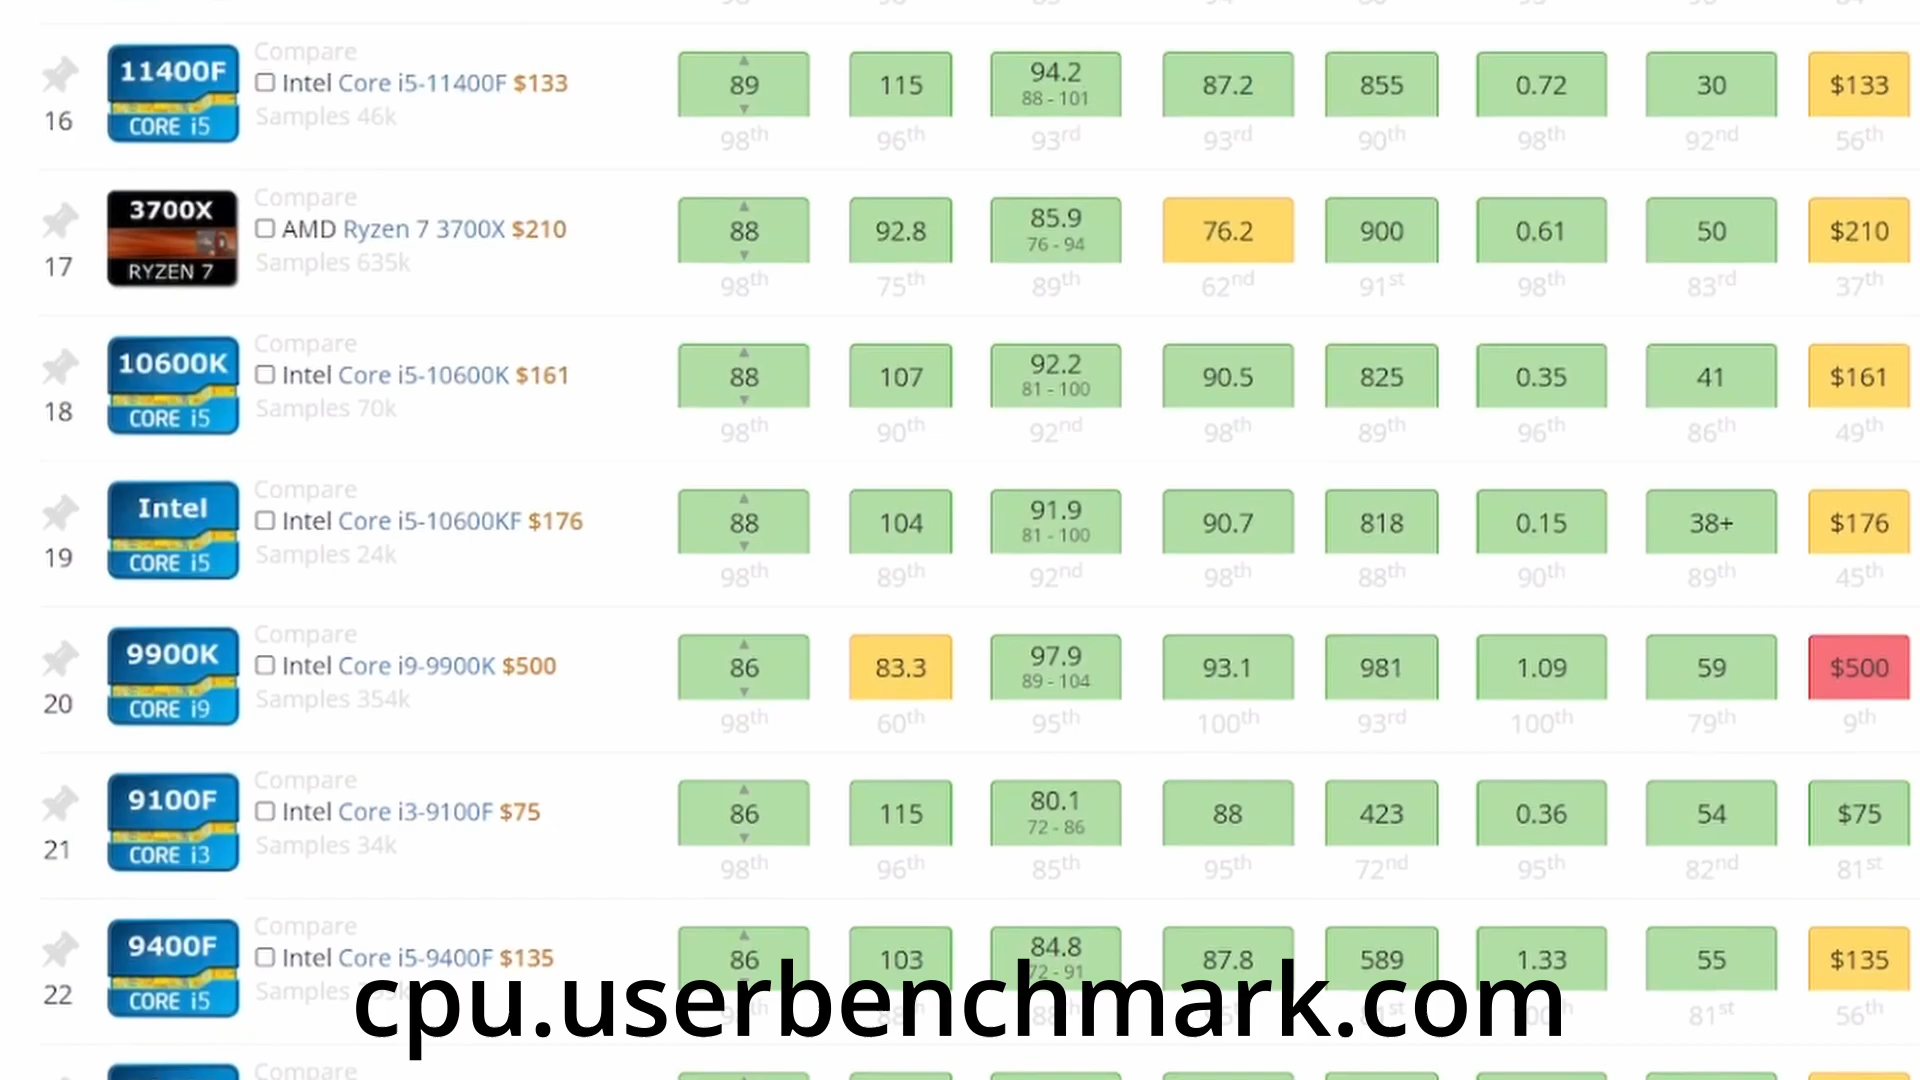 11400F
CORE i5
Compare
Intel Core i5-11400F $133
Samples 46k
16
89
115
94.2
88 - 101
87.2
855
0.72
30
$133
98th
96th
93rd
93rd
90th
98th
92nd
56th
3700X
RYZEN 7
Compare
AMD Ryzen 7 3700X $210
Samples 635k
17
88
92.8
85.9
76 - 94
76.2
900
0.61
50
$210
98th
75th
89th
62nd
91st
98th
83rd
37th
10600K
CORE i5
Compare
Intel Core i5-10600K $161
Samples 70k
18
88
107
92.2
81 - 100
90.5
825
0.35
41
$161
98th
90th
92nd
98th
89th
96th
86th
49th
Intel
CORE i5
Compare
Intel Core i5-10600KF $176
Samples 24k
19
88
104
91.9
81 - 100
90.7
818
0.15
38+
$176
98th
89th
92nd
98th
88th
90th
89th
45th
9900K
CORE i9
Compare
Intel Core i9-9900K $500
Samples 354k
20
86
83.3
97.9
89 - 104
93.1
981
1.09
59
$500
98th
60th
95th
100th
93rd
100th
79th
9th
9100F
CORE i3
Compare
Intel Core i3-9100F $75
Samples 34k
21
86
115
80.1
72 - 86
88
423
0.36
54
$75
98th
96th
85th
95th
72nd
95th
82nd
81st
9400F
CORE i5
Compare
Intel Core i5-9400F $135
Samples
22
86
103
84.8
72 - 91
87.8
589
1.33
55
$135
81st
56th
cpu.userbenchmark.com
Compare